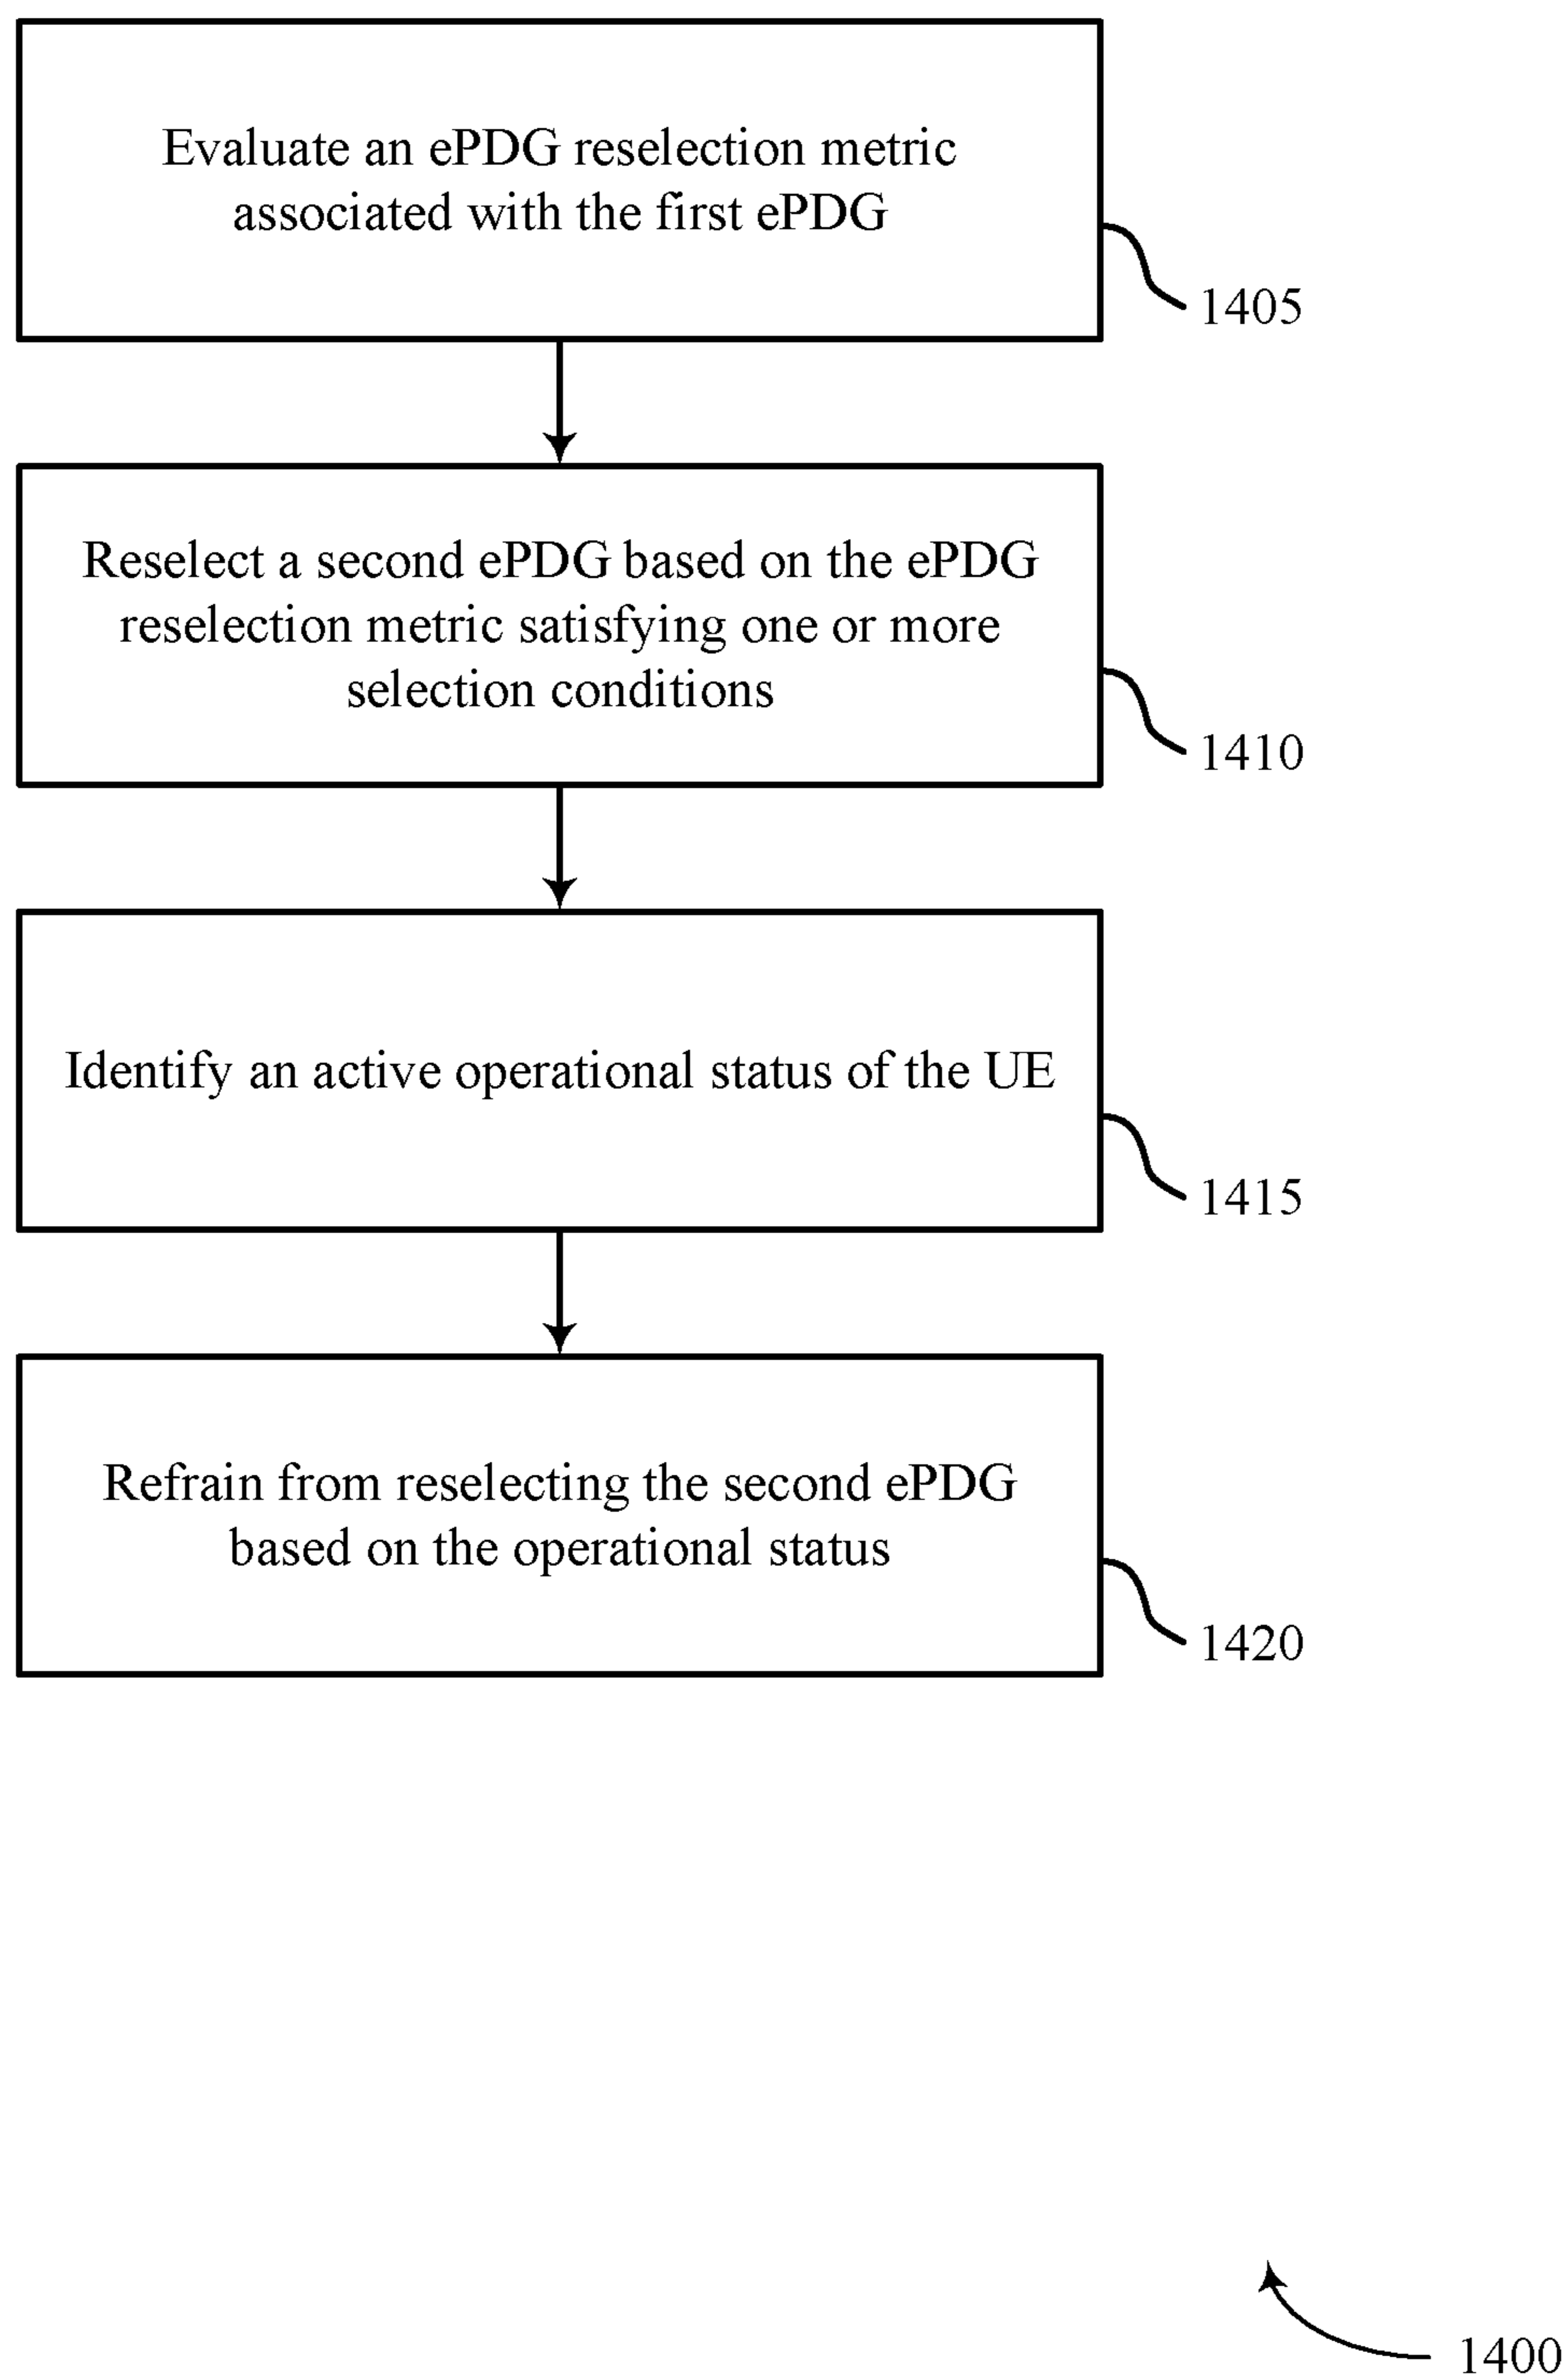 Evaluate an ePDG reselection metric
associated with the first ePDG
1405
Reselect a second ePDG based on the ePDG
reselection metric satisfying one or more
selection conditions
1410
Identify an active operational status of the UE
1415
Refrain from reselecting the second ePDG
based on the operational status
1420
1400